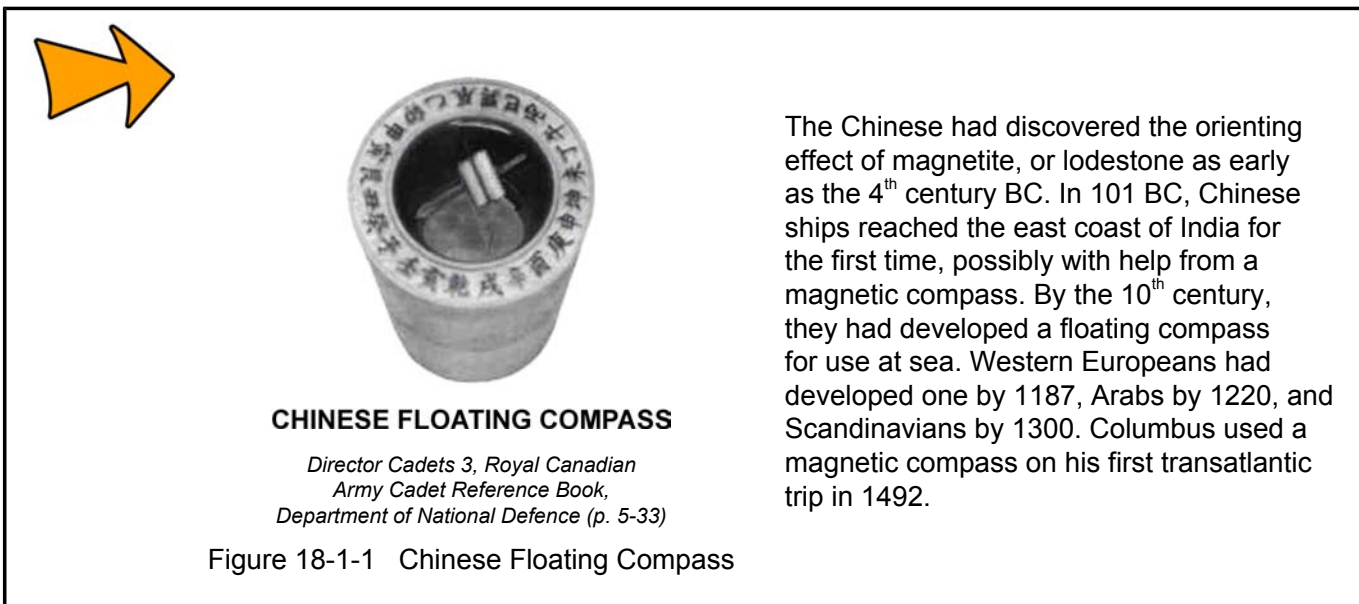 CHINESE FLOATING COMPASS
Director Cadets 3, Royal Canadian
Army Cadet Reference Book,
Department of National Defence (p. 5-33)
Figure 18-1-1 Chinese Floating Compass
The Chinese had discovered the orienting
effect of magnetite, or lodestone as early
as the 4th century BC. In 101 BC, Chinese
ships reached the east coast of India for
the first time, possibly with help from a
magnetic compass. By the 10th century,
they had developed a floating compass
for use at sea. Western Europeans had
developed one by 1187, Arabs by 1220, and
Scandinavians by 1300. Columbus used a
magnetic compass on his first transatlantic
trip in 1492.